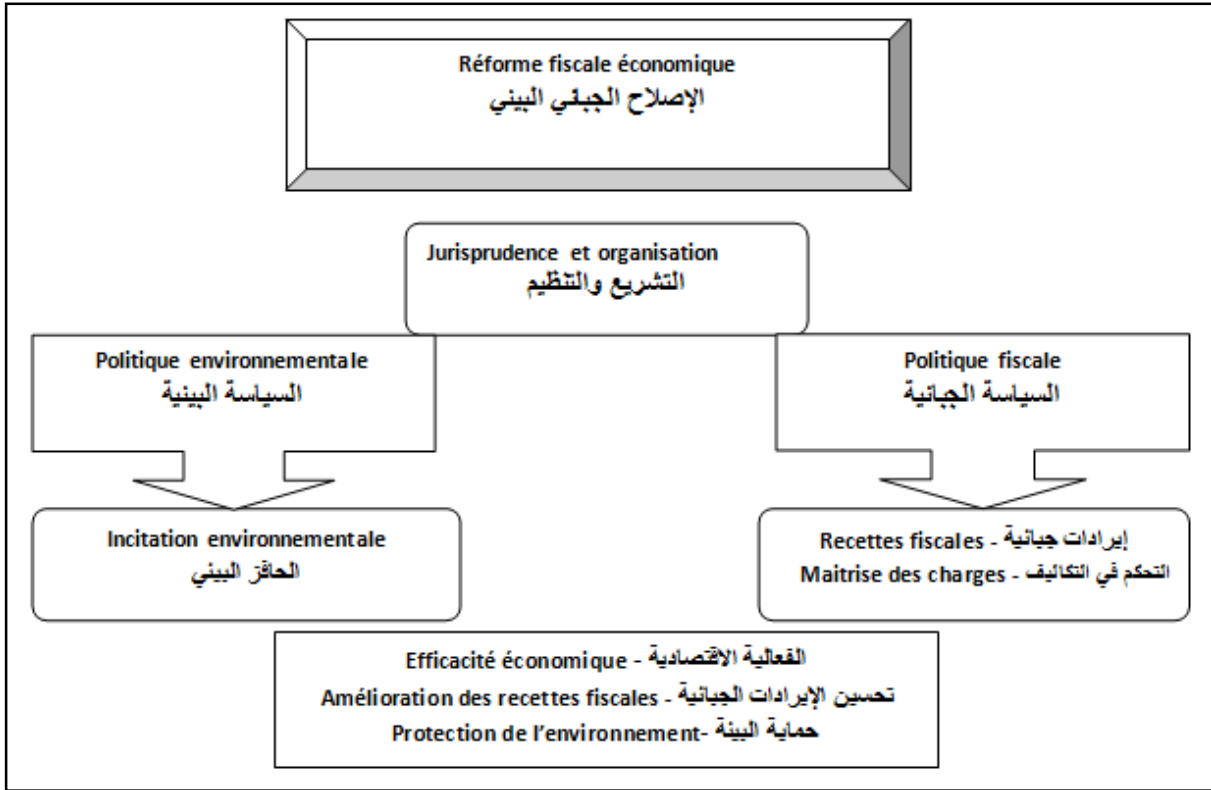 Réforme fiscale économique
الإصلاح الجبائي البيئي
Jurisprudence et organisation
التشريع والتنظيم
Politique environnementale
السياسة البيئية
Politique fiscale
السياسة الجبائية
Incitation environnementale
الحافز البيئي
Recettes fiscales - إيرادات جبائية
Maitrise des charges - التحكم في التكاليف
Efficacité économique - الفعالية الاقتصادية
Amélioration des recettes fiscales - تحسين الإيرادات الجبائية
Protection de l’environnement- حماية البيئة